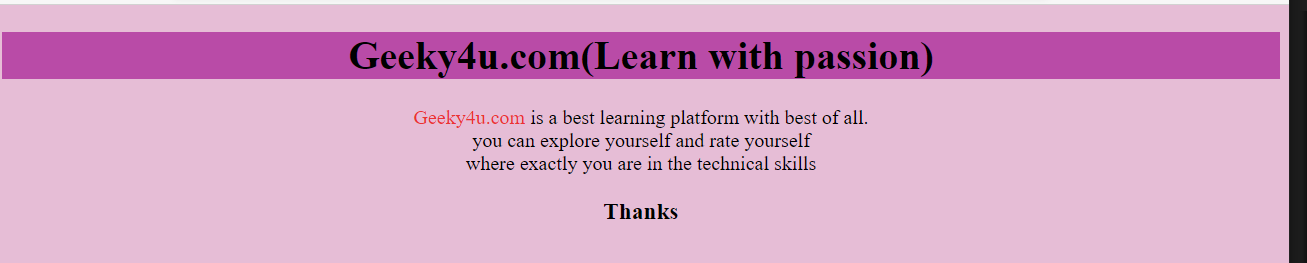 Geeky4u.com(Learn with passion)
Geeky4u.com is a best learning platform with best of all.
you can explore yourself and rate yourself
where exactly you are in the technical skills
Thanks